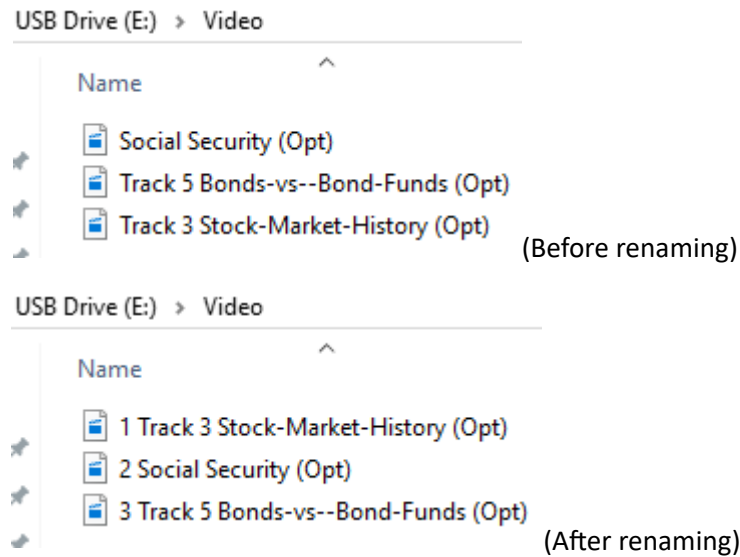 USB Drive (E:) > Video
Name
Social Security (Opt)
Track 5 Bonds-vs--Bond-Funds (Opt)
Track 3 Stock-Market-History (Opt)
(Before renaming)
USB Drive (E:) > Video
Name
1 Track 3 Stock-Market-History (Opt)
2 Social Security (Opt)
3 Track 5 Bonds-vs--Bond-Funds (Opt)
(After renaming)